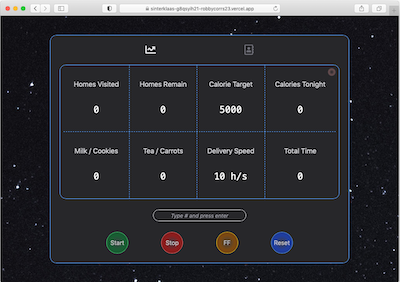 sinterklaas-g8qsyih21-robbycorrs23.vercel.app
Homes Visited
0
Homes Remain
0
Calorie Target
5000
Calories Tonight
0
Milk / Cookies
0
Tea / Carrots
0
Delivery Speed
10 h/s
Total Time
0
Type # and press enter
Start
Stop
FF
Reset